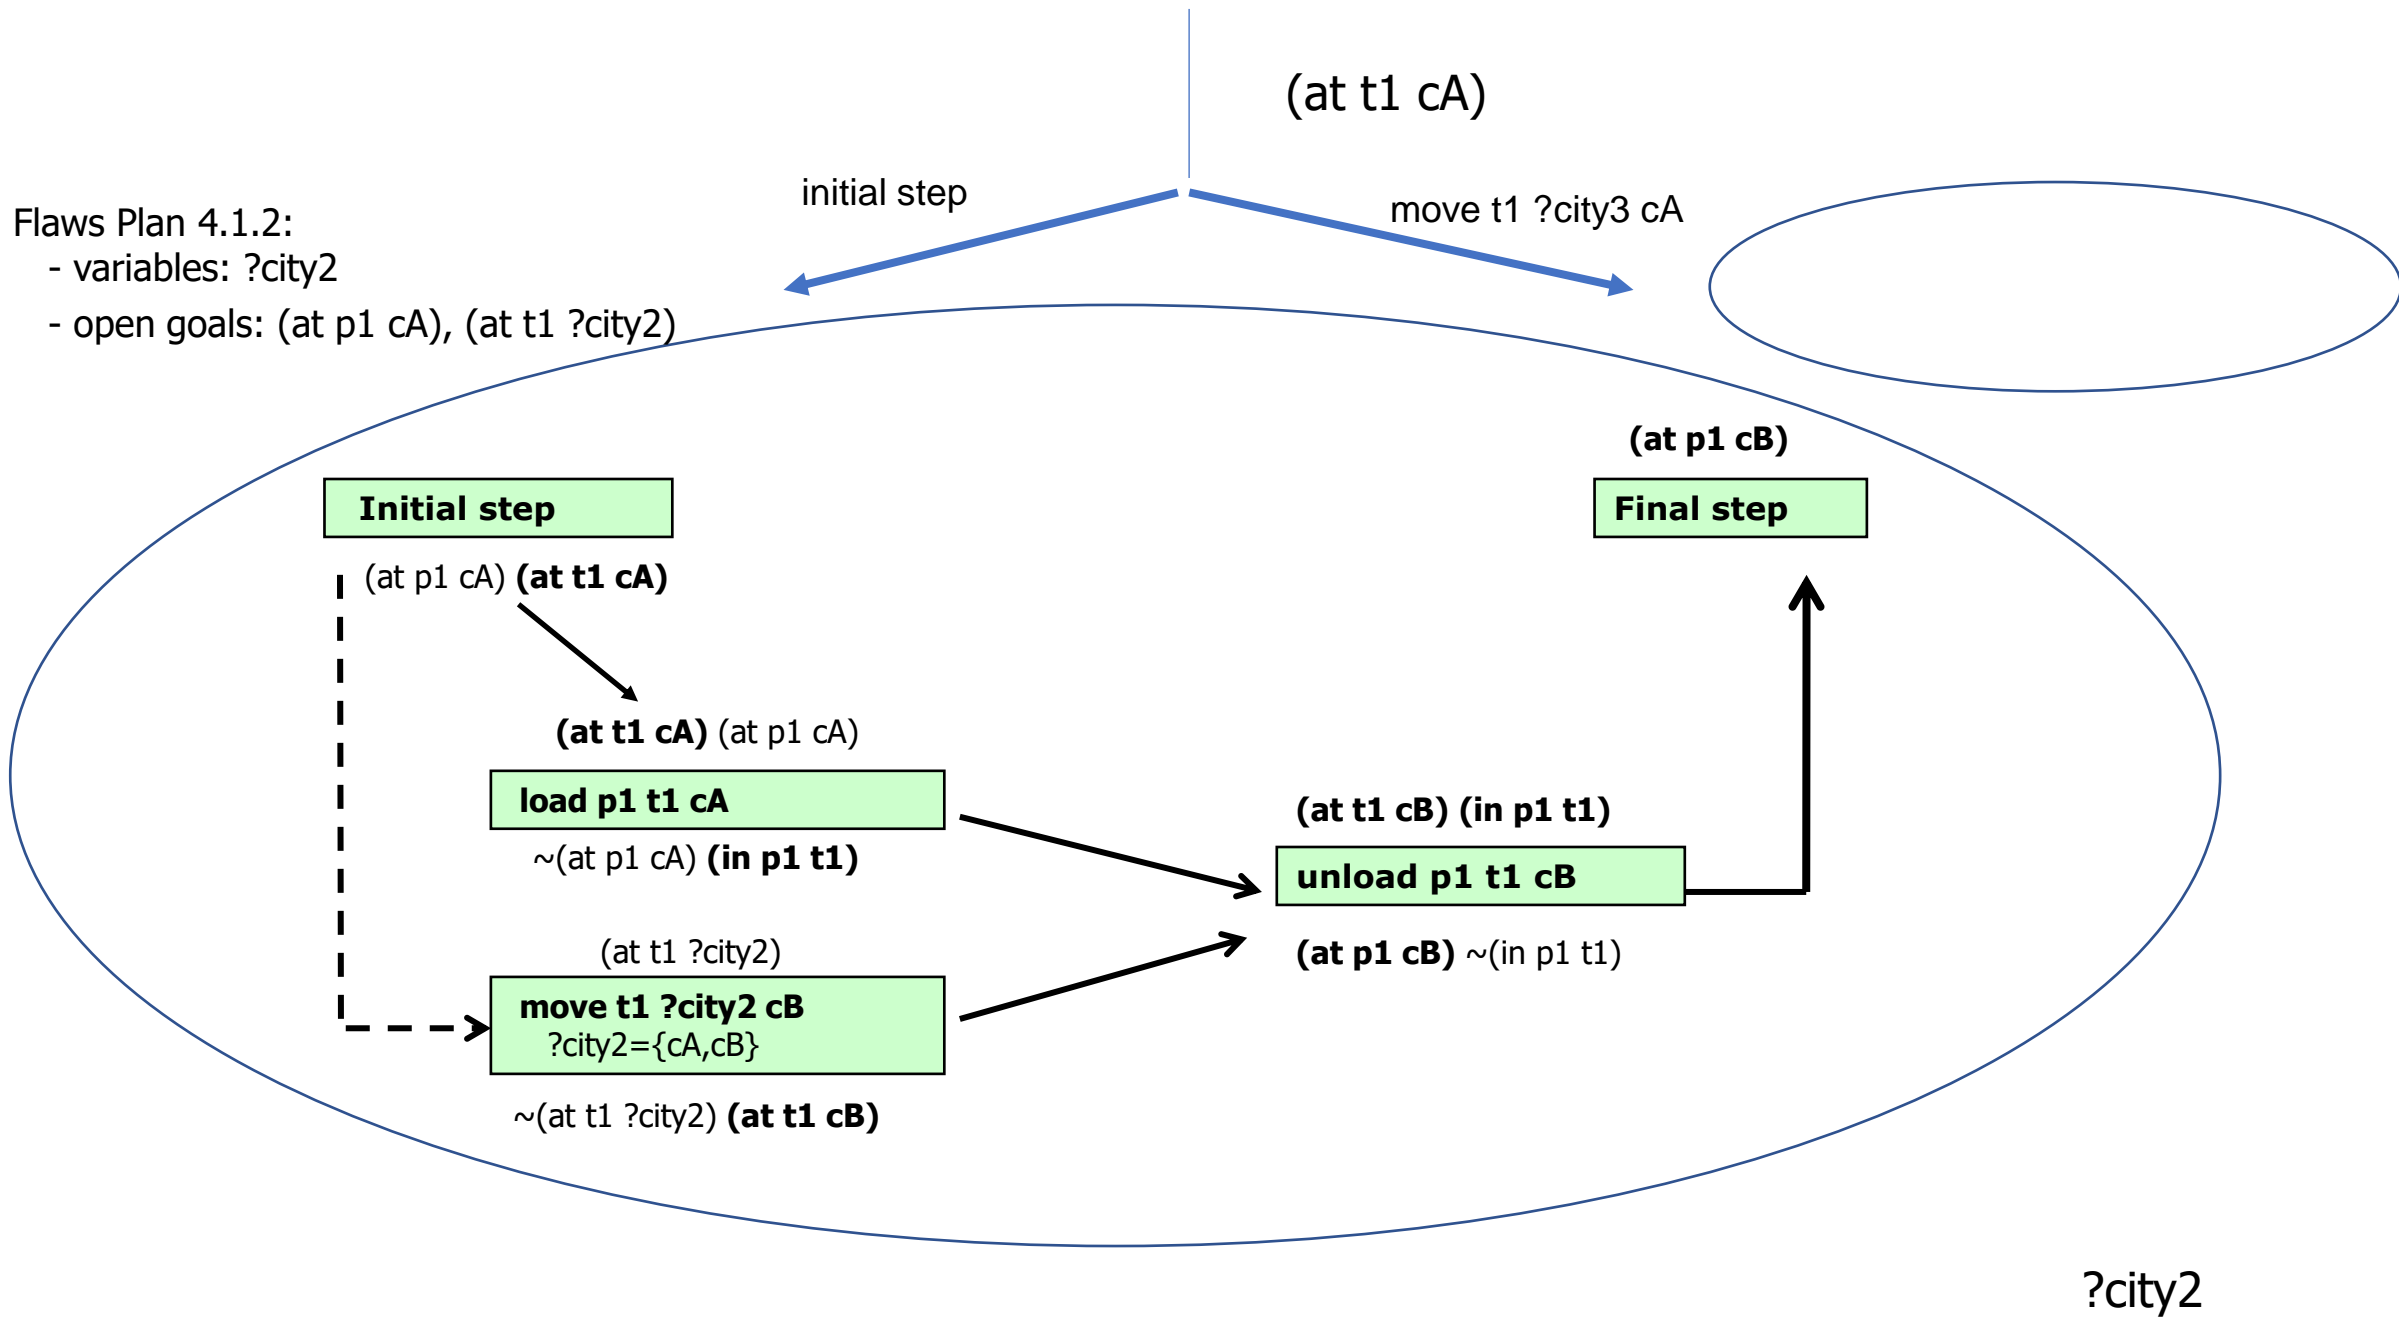 (at t1 cA)
initial step
move t1 ?city3 cA
Flaws Plan 4.1.2:
- variables: ?city2
- open goals: (at p1 cA), (at t1 ?city2)
(at p1 cB)
Initial step
Final step
(at p1 cA) (at t1 cA)
(at t1 cA) (at p1 cA)
load p1 t1 cA
~(at p1 cA) (in p1 t1)
(at t1 cB) (in p1 t1)
unload p1 t1 cB
(at p1 cB) ~(in p1 t1)
(at t1 ?city2)
move t1 ?city2 cB
?city2={cA,cB}
~(at t1 ?city2) (at t1 cB)
?city2